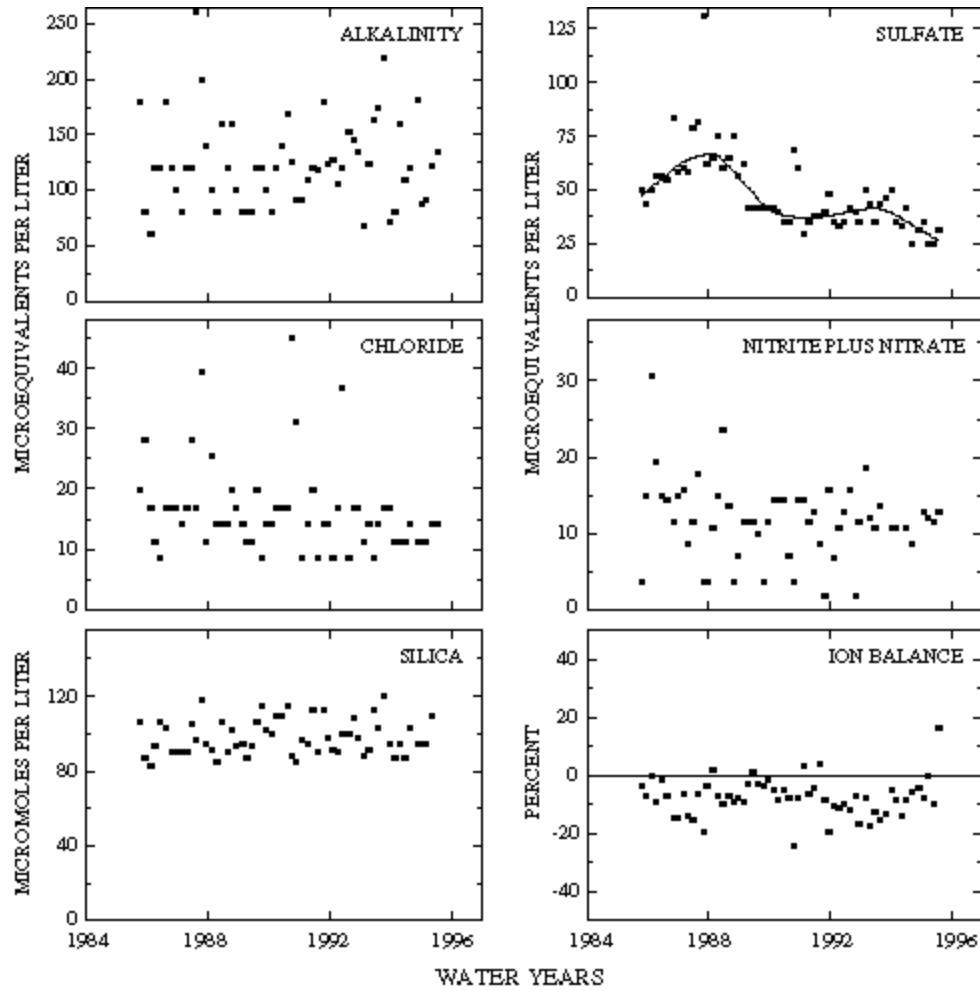 ALKALINITY
250
200
150
100
50
0
MICROEQUIVALENTS PER LITER
SULFATE
125
100
75
50
25
0
MICROEQUIVALENTS PER LITER
CHLORIDE
40
30
20
10
0
NITRITE PLUS NITRATE
30
20
10
0
SILICA
120
80
40
0
MICROMOLES PER LITER
ION BALANCE
40
20
0
-20
-40
PERCENT
1984 1988 1992 1996
1984 1988 1992 1996
WATER YEARS